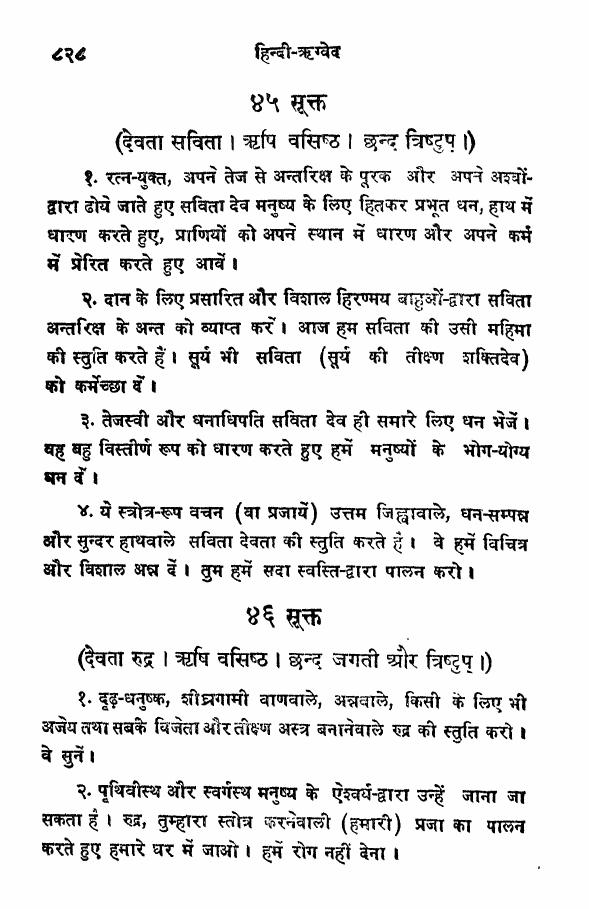 ८२८ हिन्दी-ऋग्वेद
४५ सूक्त
(देवता सविता । ऋषि वसिष्ठ । छन्द त्रिष्टुप् ।)
१. रत्न-युक्त, अपने तेज से अन्तरिक्ष के पूरक और अपने अश्वों-
द्वारा ढोये जाते हुए सविता देव मनुष्य के लिए हितकर प्रभूत धन, हाथ में
धारण करते हुए, प्राणियों को अपने स्थान में धारण और अपने कर्म
में प्रेरित करते हुए आवें ।
२. दान के लिए प्रसारित और विशाल हिरण्मय बाहुओं-द्वारा सविता
अन्तरिक्ष के अन्त को व्याप्त करें । आज हम सविता की उसी महिमा
की स्तुति करते हैं । सूर्य भी सविता (सूर्य की तीक्ष्ण शक्तिदेव)
को कर्मेच्छा दें ।
३. तेजस्वी और धनाधिपति सविता देव ही समारे लिए धन भेजें ।
वह बहु विस्तीर्ण रूप को धारण करते हुए हमें मनुष्यों के भोग-योग्य
धन दें ।
४. ये स्त्रोत्र-रूप वचन (वा प्रजायें) उत्तम जिह्वावाले, धन-सम्पन्न
और सुन्दर हाथवाले सविता देवता की स्तुति करते हैं । वे हमें विचित्र
और विशाल अन्न दें । तुम हमें सदा स्वस्ति-द्वारा पालन करो ।
४६ सूक्त
(देवता रुद्र । ऋषि वसिष्ठ । छन्द जगती और त्रिष्टुप् ।)
१. दृढ़-धनुष्क, शीघ्रगामी वाणवाले, अन्नवाले, किसी के लिए भी
अजेय तथा सबके विजेता और तीक्ष्ण अस्त्र बनानेवाले रुद्र की स्तुति करो ।
वे सुनें ।
२. पृथिवीस्थ और स्वर्गस्थ मनुष्य के ऐश्वर्य-द्वारा उन्हें जाना जा
सकता है । रुद्र, तुम्हारा स्तोत्र करनेवाली (हमारी) प्रजा का पालन
करते हुए हमारे घर में जाओ । हमें रोग नहीं देना ।